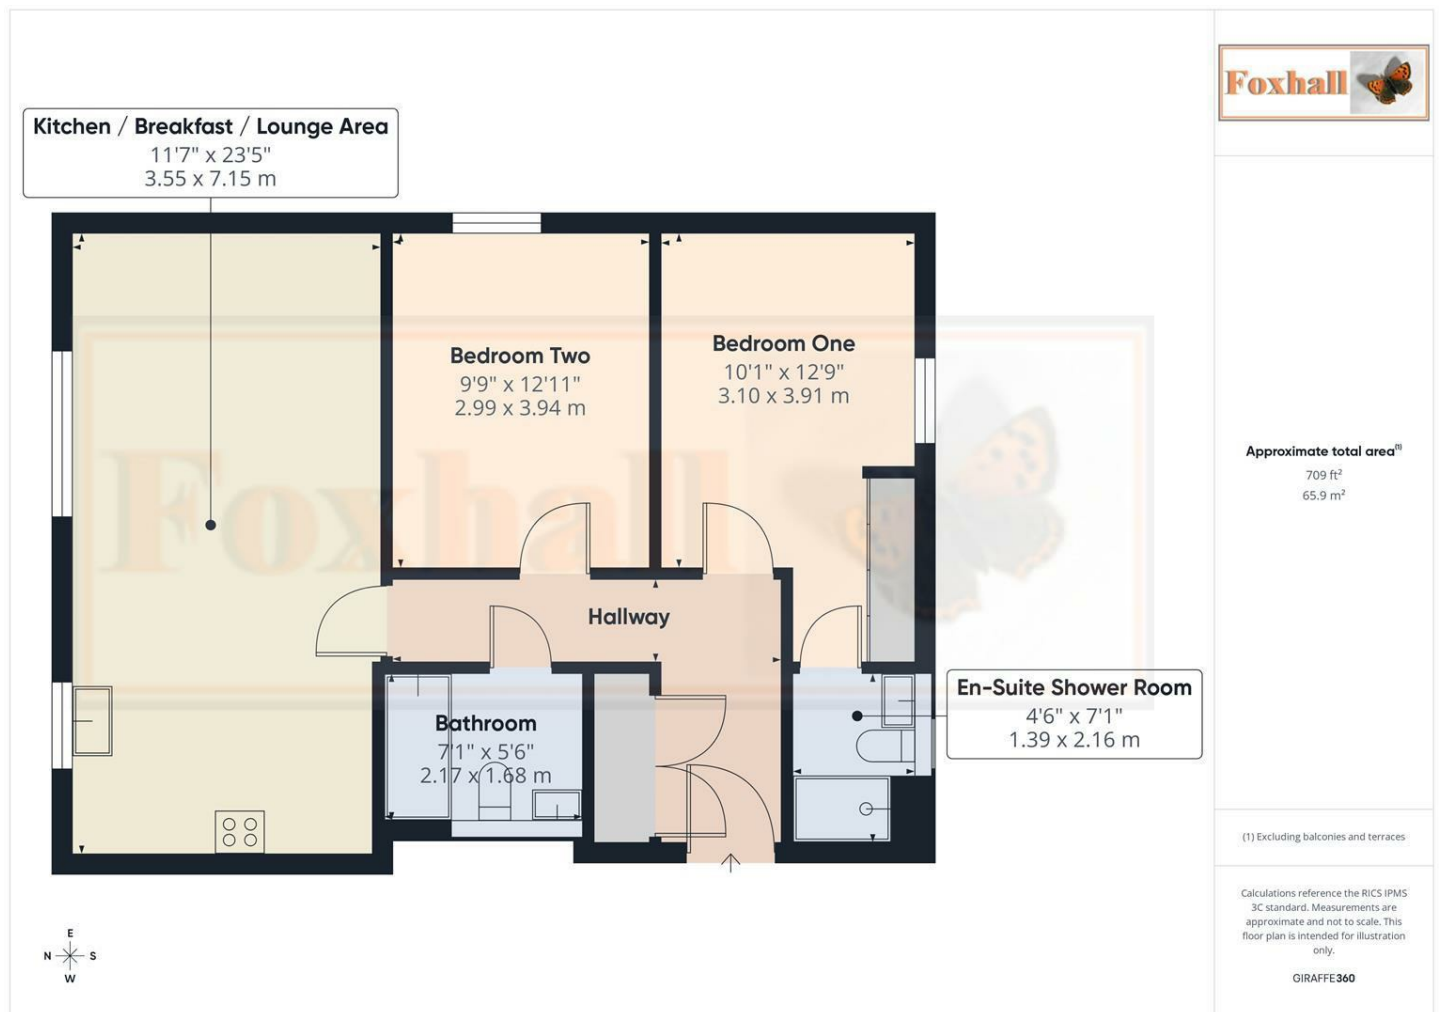 Foxhall
Kitchen / Breakfast / Lounge Area
11'7" x 23'5"
3.55 x 7.15 m
Bedroom Two
9'9" x 12'11"
2.99 x 3.94 m
Bedroom One
10'1" x 12'9"
3.10 x 3.91 m
Foxhall
Hallway
Bathroom
7'1" x 5'6"
2.17 x 1.68 m
En-Suite Shower Room
4'6" x 7'1"
1.39 x 2.16 m
E
N S
W
Approximate total area(1)
709 ft²
65.9 m²
(1) Excluding balconies and terraces
Calculations reference the RICS IPMS
3C standard. Measurements are
approximate and not to scale. This
floor plan is intended for illustration
only.
GIRAFFE360